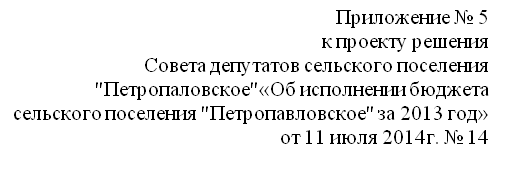 Приложение № 5
к проекту решения
Совета депутатов сельского поселения
"Петропаловское"«Об исполнении бюджета
сельского поселения "Петропавловское" за 2013 год»
от 11 июля 2014г. № 14